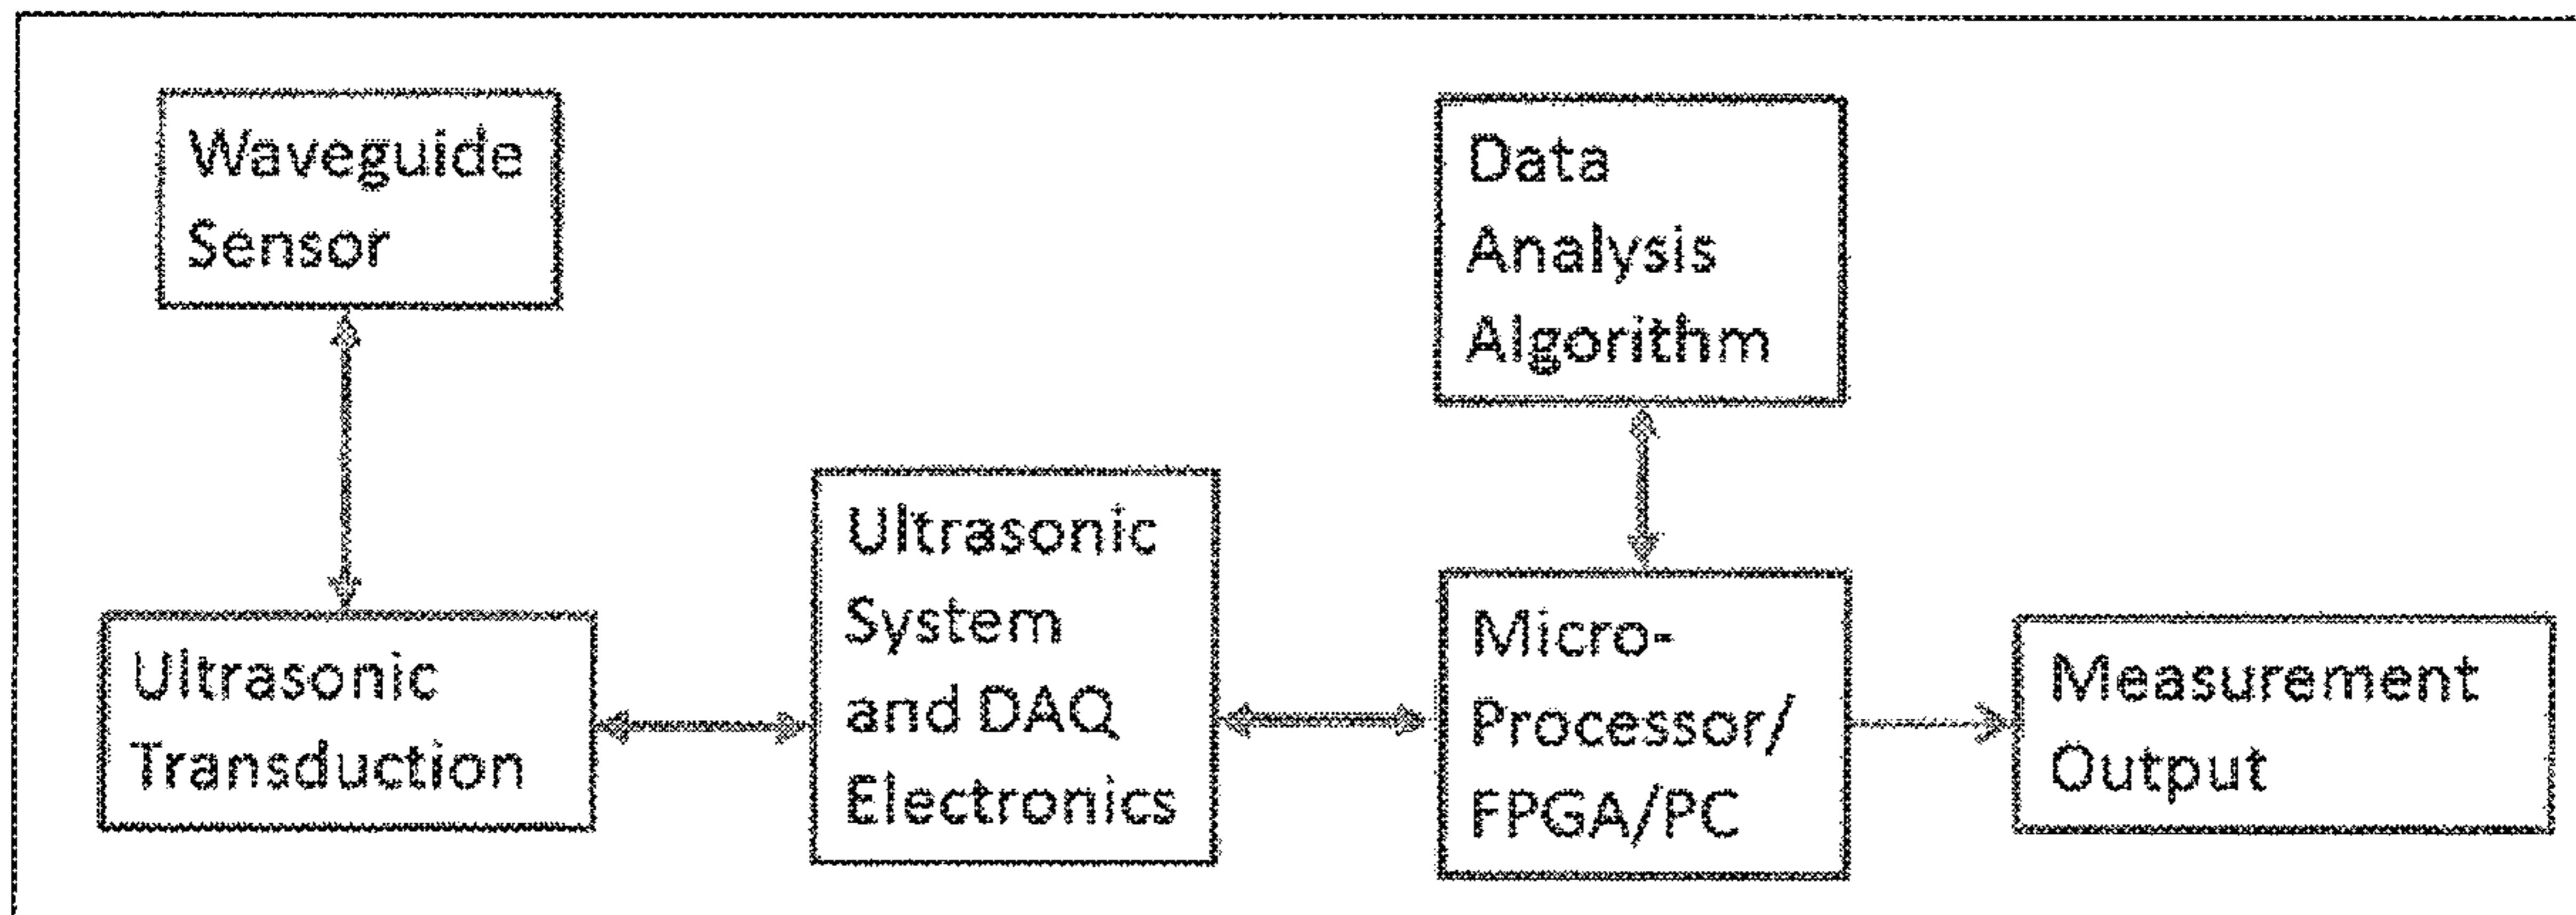 Waveguide
Sensor
Data
Analysis
Algorithm
Ultrasonic
Transduction
Ultrasonic
System
and DAQ
Electronics
Micro-
Processor/
FPGA/PC
Measurement
Output